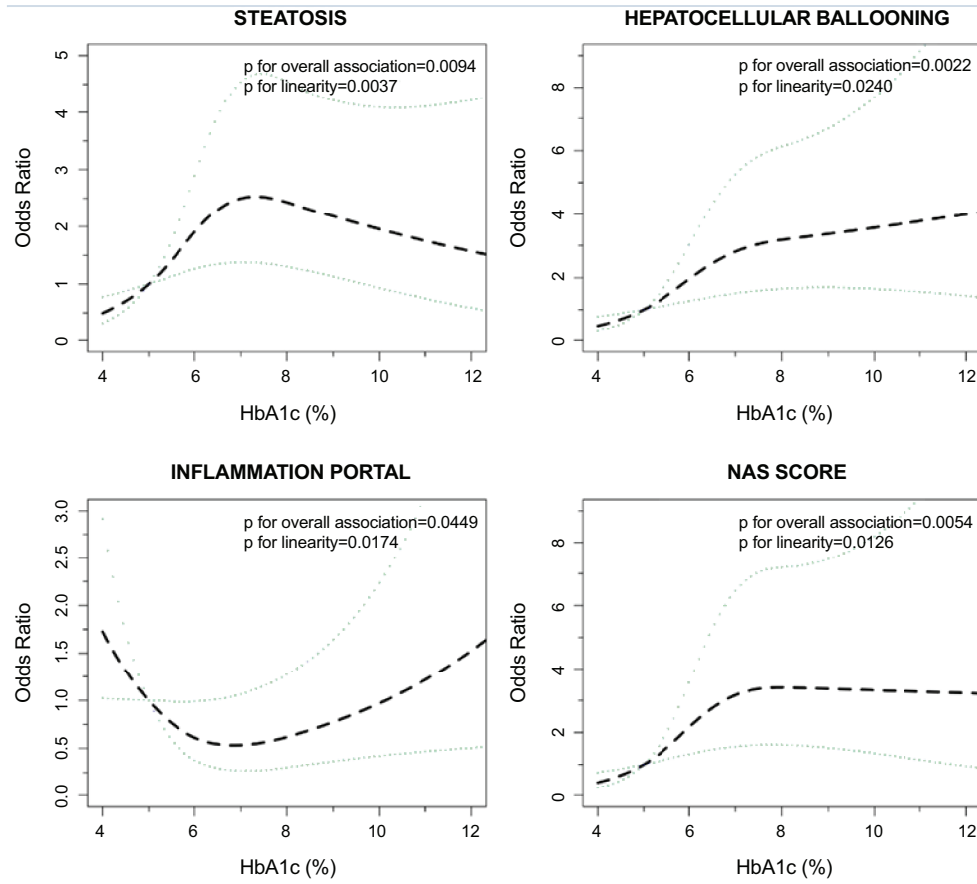 STEATOSIS
p for overall association=0.0094
p for linearity=0.0037
Odds Ratio
5
4
3
2
1
0
4 6 8 10 12
HbA1c (%)
HEPATOCELLULAR BALLOONING
p for overall association=0.0022
p for linearity=0.0240
Odds Ratio
8
6
4
2
0
4 6 8 10 12
HbA1c (%)
INFLAMMATION PORTAL
p for overall association=0.0449
p for linearity=0.0174
Odds Ratio
3.0
2.5
2.0
1.5
1.0
0.5
0.0
4 6 8 10 12
HbA1c (%)
NAS SCORE
p for overall association=0.0054
p for linearity=0.0126
Odds Ratio
8
6
4
2
0
4 6 8 10 12
HbA1c (%)